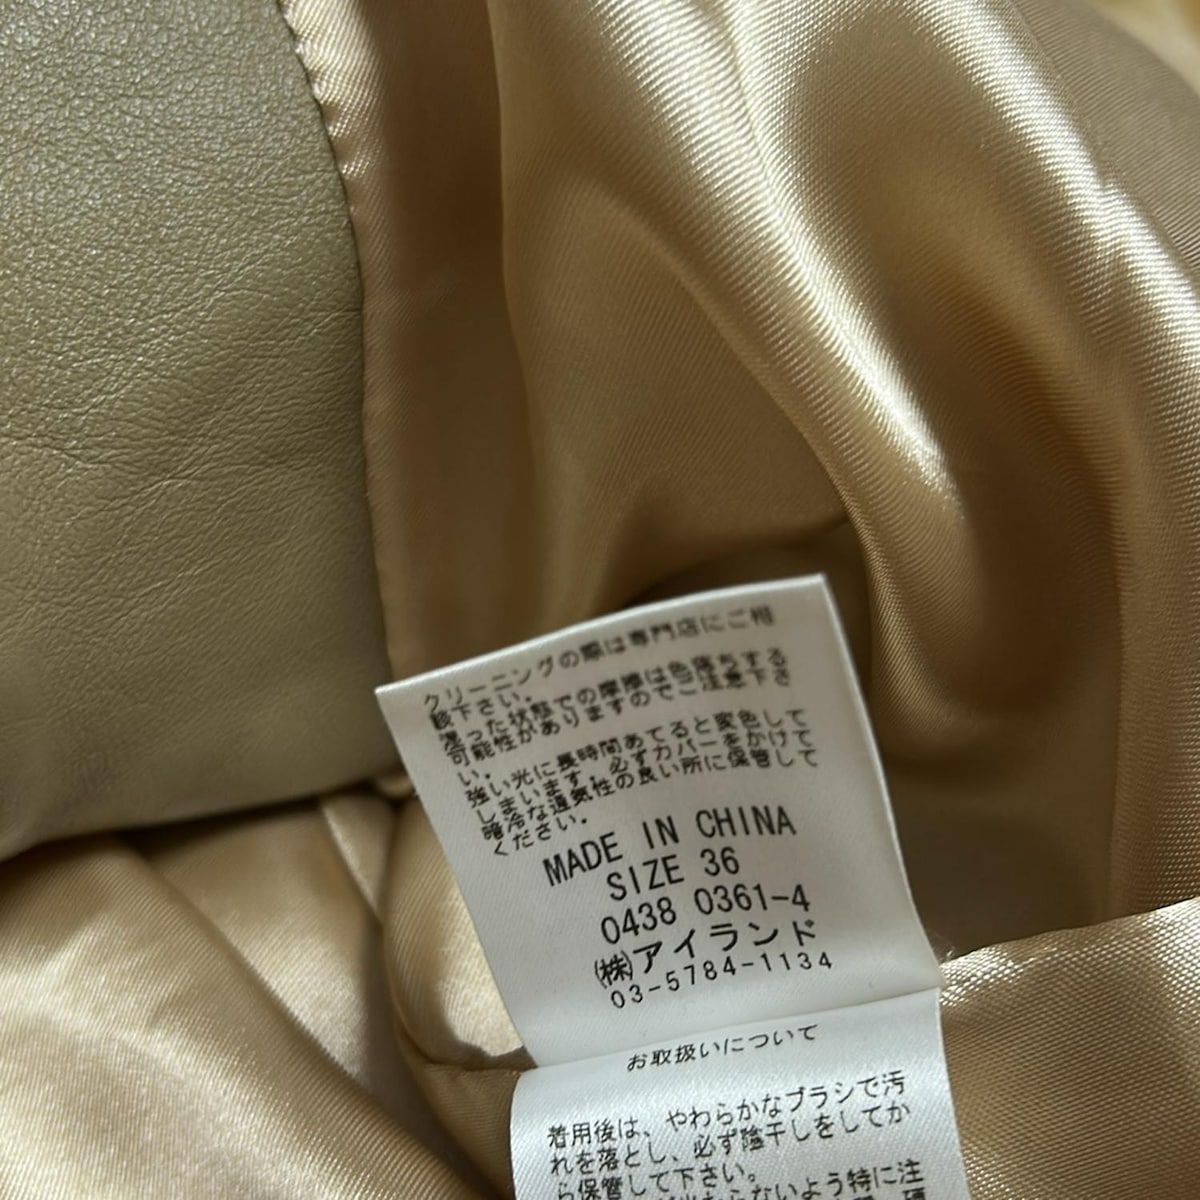 クリーニングの際は専門店にご相
談下さい。
湿った状態での摩擦は色落ちする
可能性がありますのでご注意下さ
い。
強い光に長時間あてると変色して
しまいます。必ずカバーをかけて
暗冷な通気性の良い所に保管して
ください。
MADE IN CHINA
SIZE 36
0438 0361-4
㈱アイランド
03-5784-1134
お取扱いについて
着用後は、やわらかなブラシで汚
れを落とし、必ず陰干しをしてか
ら保管して下さい。
らないよう特に注